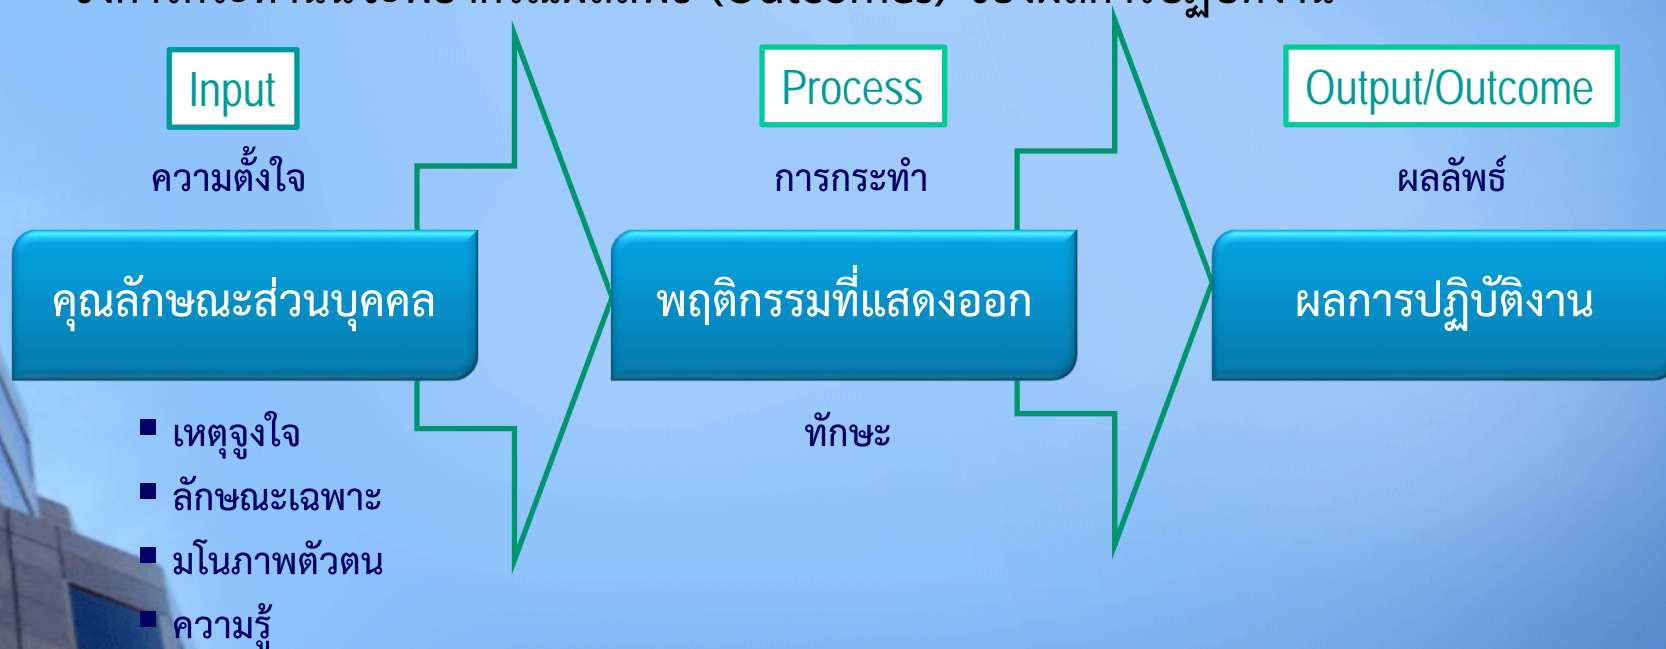 (Outcomes)
Input
Process
Output/Outcome
ความตั้งใจ
การกระทำ
ผลลัพธ์
คุณลักษณะส่วนบุคคล
พฤติกรรมที่แสดงออก
ผลการปฏิบัติงาน
เหตุจูงใจ
ทักษะ
ลักษณะเฉพาะ
มโนภาพตัวตน
ความรู้